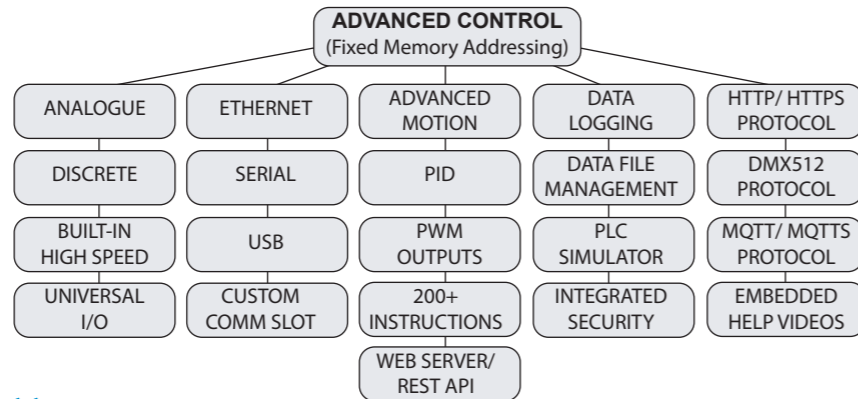 ADVANCED CONTROL
(Fixed Memory Addressing)
ANALOGUE
DISCRETE
BUILT-IN
HIGH SPEED
UNIVERSAL
I/O
ETHERNET
SERIAL
USB
CUSTOM
COMM SLOT
ADVANCED
MOTION
PID
PWM
OUTPUTS
200+
INSTRUCTIONS
WEB SERVER/
REST API
DATA
LOGGING
DATA FILE
MANAGEMENT
PLC
SIMULATOR
INTEGRATED
SECURITY
HTTP/ HTTPS
PROTOCOL
DMX512
PROTOCOL
MQTT/ MQTTS
PROTOCOL
EMBEDDED
HELP VIDEOS